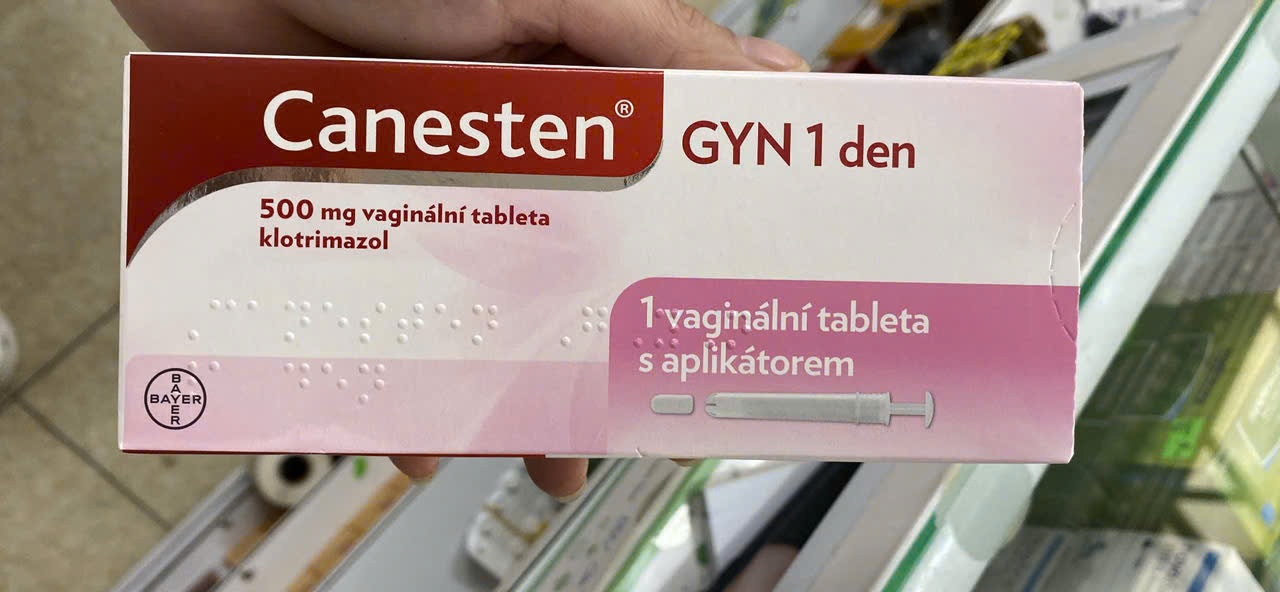 Canesten® GYN 1 den
500 mg vaginální tableta
klotrimazol
1 vaginální tableta
s aplikátorem
BAYER
BAYER